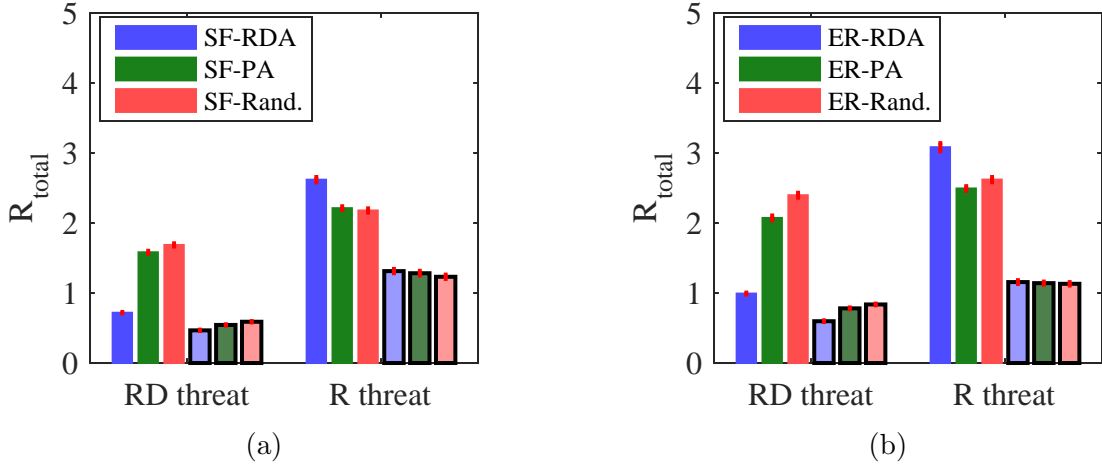 5
4
3
2
1
0
R_total
SF-RDA
SF-PA
SF-Rand.
RD threat
R threat
(a)
5
4
3
2
1
0
R_total
ER-RDA
ER-PA
ER-Rand.
RD threat
R threat
(b)